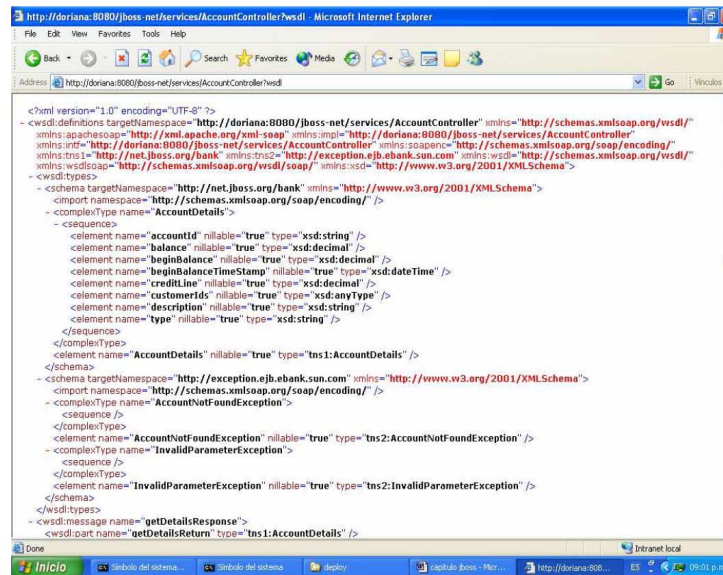 http://doriana:8080/jboss-net/services/AccountController?wsdl - Microsoft Internet Explorer
File Edit View Favorites Tools Help
Back Search Favorites Media
Address http://doriana:8080/jboss-net/services/AccountController?wsdl Go Vínculos
<?xml version="1.0" encoding="UTF-8" ?>
- <wsdl:definitions targetNamespace="http://doriana:8080/jboss-net/services/AccountController" xmlns="http://schemas.xmlsoap.org/wsdl/"
xmlns:apachesoap="http://xml.apache.org/xml-soap" xmlns:impl="http://doriana:8080/jboss-net/services/AccountController"
xmlns:intf="http://doriana:8080/jboss-net/services/AccountController" xmlns:soapenc="http://schemas.xmlsoap.org/soap/encoding/"
xmlns:tns1="http://net.jboss.org/bank" xmlns:tns2="http://exception.ejb.ebank.sun.com" xmlns:wsdl="http://schemas.xmlsoap.org/wsdl/"
xmlns:wsdlsoap="http://schemas.xmlsoap.org/wsdl/soap/" xmlns:xsd="http://www.w3.org/2001/XMLSchema">
- <wsdl:types>
- <schema targetNamespace="http://net.jboss.org/bank" xmlns="http://www.w3.org/2001/XMLSchema">
<import namespace="http://schemas.xmlsoap.org/soap/encoding/" />
- <complexType name="AccountDetails">
- <sequence>
<element name="accountId" nillable="true" type="xsd:string" />
<element name="balance" nillable="true" type="xsd:decimal" />
<element name="beginBalance" nillable="true" type="xsd:decimal" />
<element name="beginBalanceTimeStamp" nillable="true" type="xsd:dateTime" />
<element name="creditLine" nillable="true" type="xsd:decimal" />
<element name="customerIds" nillable="true" type="xsd:anyType" />
<element name="description" nillable="true" type="xsd:string" />
<element name="type" nillable="true" type="xsd:string" />
</sequence>
</complexType>
<element name="AccountDetails" nillable="true" type="tns1:AccountDetails" />
</schema>
- <schema targetNamespace="http://exception.ejb.ebank.sun.com" xmlns="http://www.w3.org/2001/XMLSchema">
<import namespace="http://schemas.xmlsoap.org/soap/encoding/" />
- <complexType name="AccountNotFoundException">
<sequence />
</complexType>
<element name="AccountNotFoundException" nillable="true" type="tns2:AccountNotFoundException" />
- <complexType name="InvalidParameterException">
<sequence />
</complexType>
<element name="InvalidParameterException" nillable="true" type="tns2:InvalidParameterException" />
</schema>
</wsdl:types>
- <wsdl:message name="getDetailsResponse">
<wsdl:part name="getDetailsReturn" type="tns1:AccountDetails" />
Done Intranet local
Inicio Símbolo del sistema... Símbolo del sistema deploy capitulo jboss - Micr... http://doriana:808... ES 09:01 p.m.